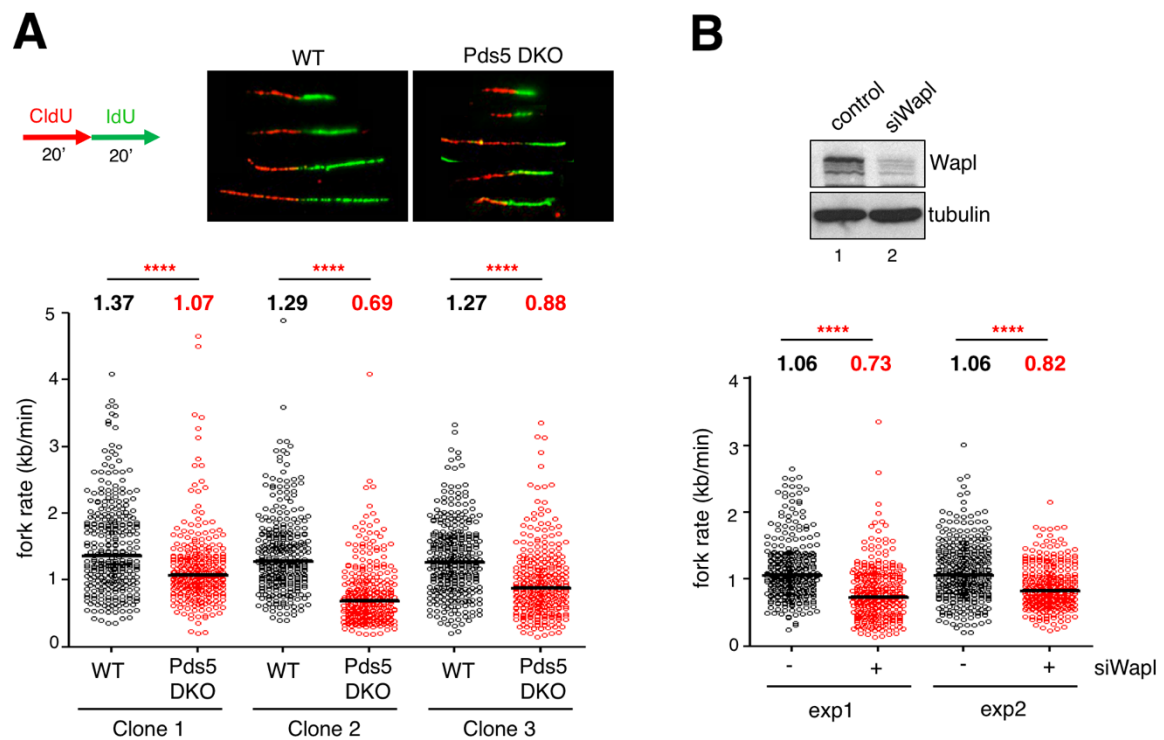 A
WT
Pds5 DKO
CldU
IdU
20'
20'
****
****
****
1.37
1.07
1.29
0.69
1.27
0.88
fork rate (kb/min)
5
4
3
2
1
0
WT
Pds5
DKO
WT
Pds5
DKO
WT
Pds5
DKO
Clone 1
Clone 2
Clone 3
B
control
siWapl
Wapl
tubulin
1
2
****
****
1.06
0.73
1.06
0.82
fork rate (kb/min)
4
3
2
1
0
-
+
-
+
siWapl
exp1
exp2